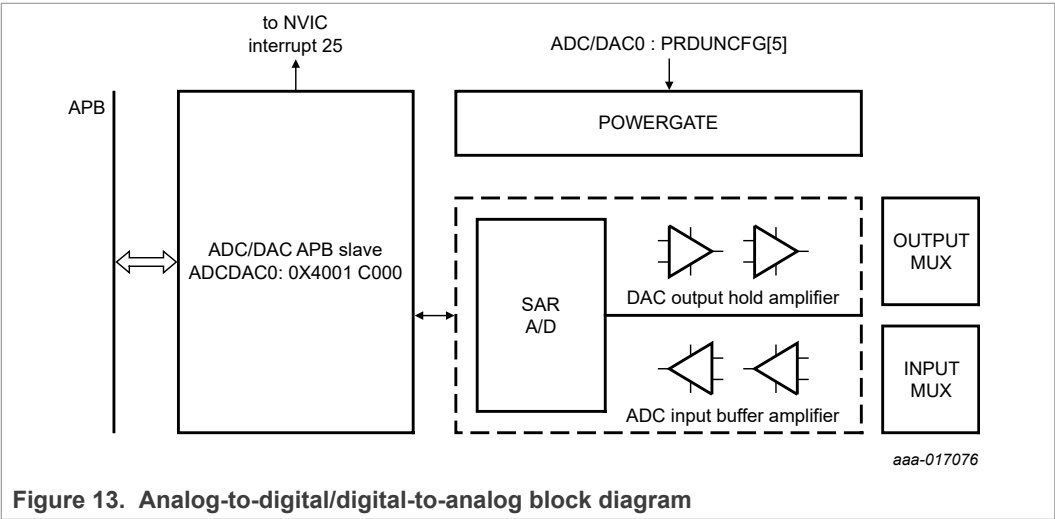 to NVIC
interrupt 25
ADC/DAC0 : PRDUNCFG[5]
APB
POWERGATE
ADC/DAC APB slave
ADCDAC0: 0X4001 C000
SAR
A/D
DAC output hold amplifier
ADC input buffer amplifier
OUTPUT
MUX
INPUT
MUX
aaa-017076
Figure 13. Analog-to-digital/digital-to-analog block diagram